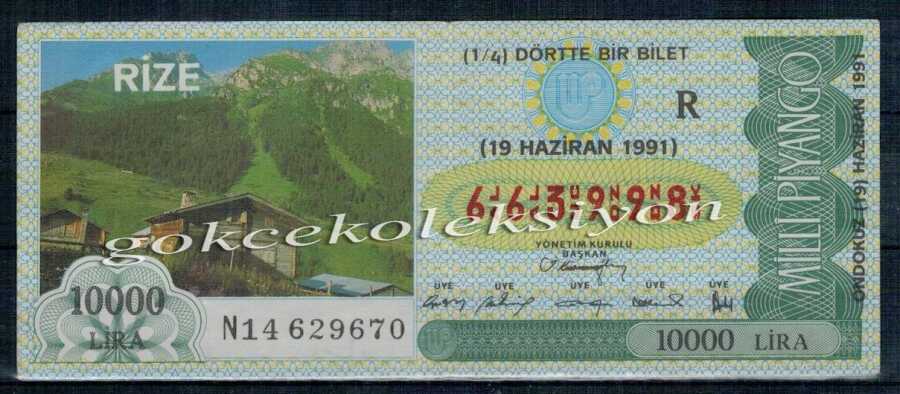 RİZE
(1/4) DÖRTTE BİR BİLET
MP
R
(19 HAZİRAN 1991)
663998
gokcekoleksiyon
YÖNETİM KURULU
BAŞKAN
ÜYE ÜYE ÜYE ÜYE ÜYE
10000
LİRA
N14 629670
10000 LİRA
MİLLİ PİYANGO
ONDOKUZ (19) HAZİRAN 1991